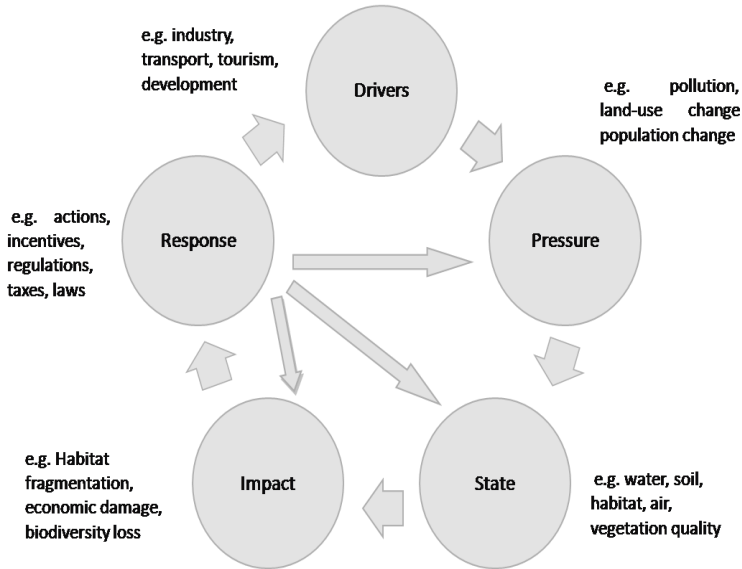 e.g. industry,
transport, tourism,
development
Drivers
e.g. pollution,
land-use change
population change
Response
Pressure
e.g. actions,
incentives,
regulations,
taxes, laws
e.g. Habitat
fragmentation,
economic damage,
biodiversity loss
Impact
State
e.g. water, soil,
habitat, air,
vegetation quality